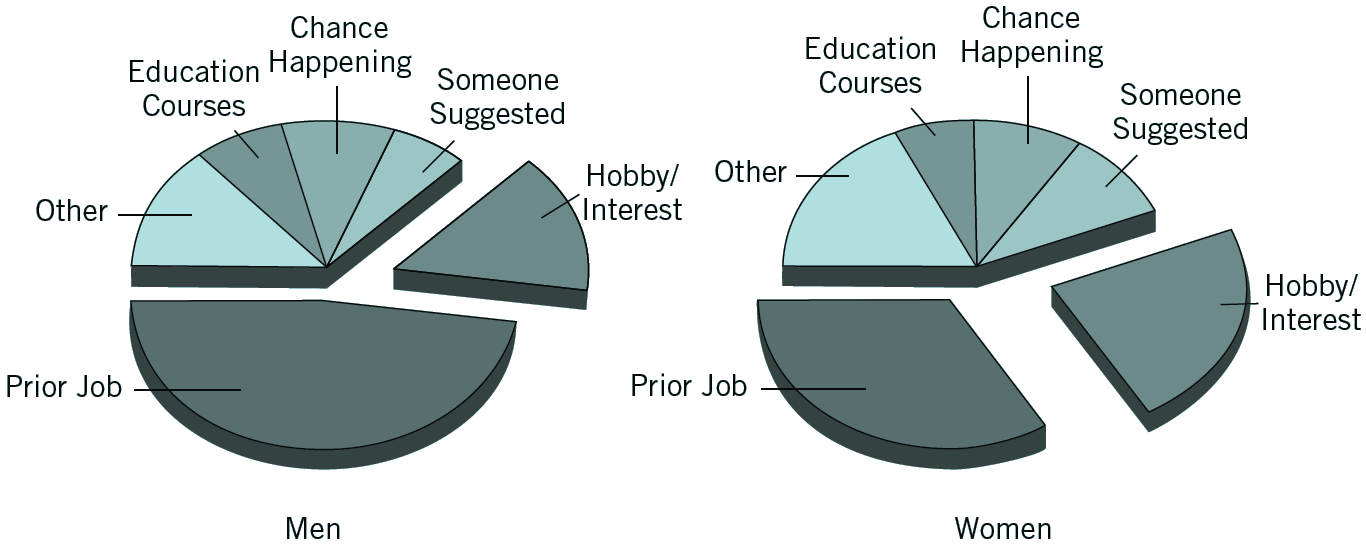 Chance
Happening
Education
Courses
Someone
Suggested
Other
Hobby/
Interest
Prior Job
Men
Chance
Happening
Education
Courses
Someone
Suggested
Other
Hobby/
Interest
Prior Job
Women